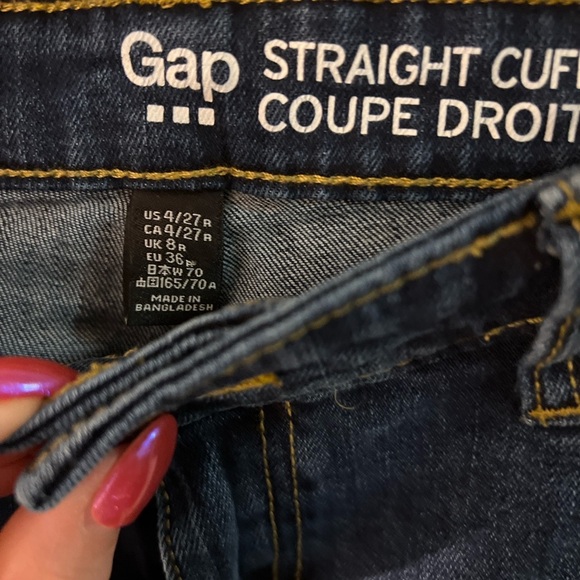 Gap
STRAIGHT CUFF
COUPE DROIT
US 4/27 R
CA 4/27 R
UK 8 R
EU 36 R
日本 W 70
中国 165/70 A
MADE IN
BANGLADESH